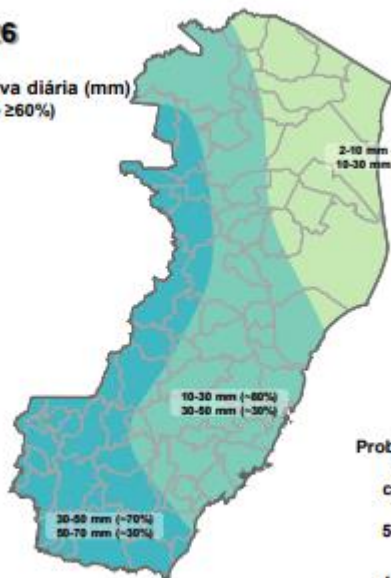 6
va diária (mm)
≥60%)
2-10 mm
10-30 mm
10-30 mm (~60%)
30-50 mm (~30%)
Prob
c
5
30-50 mm (~70%)
50-70 mm (~30%)